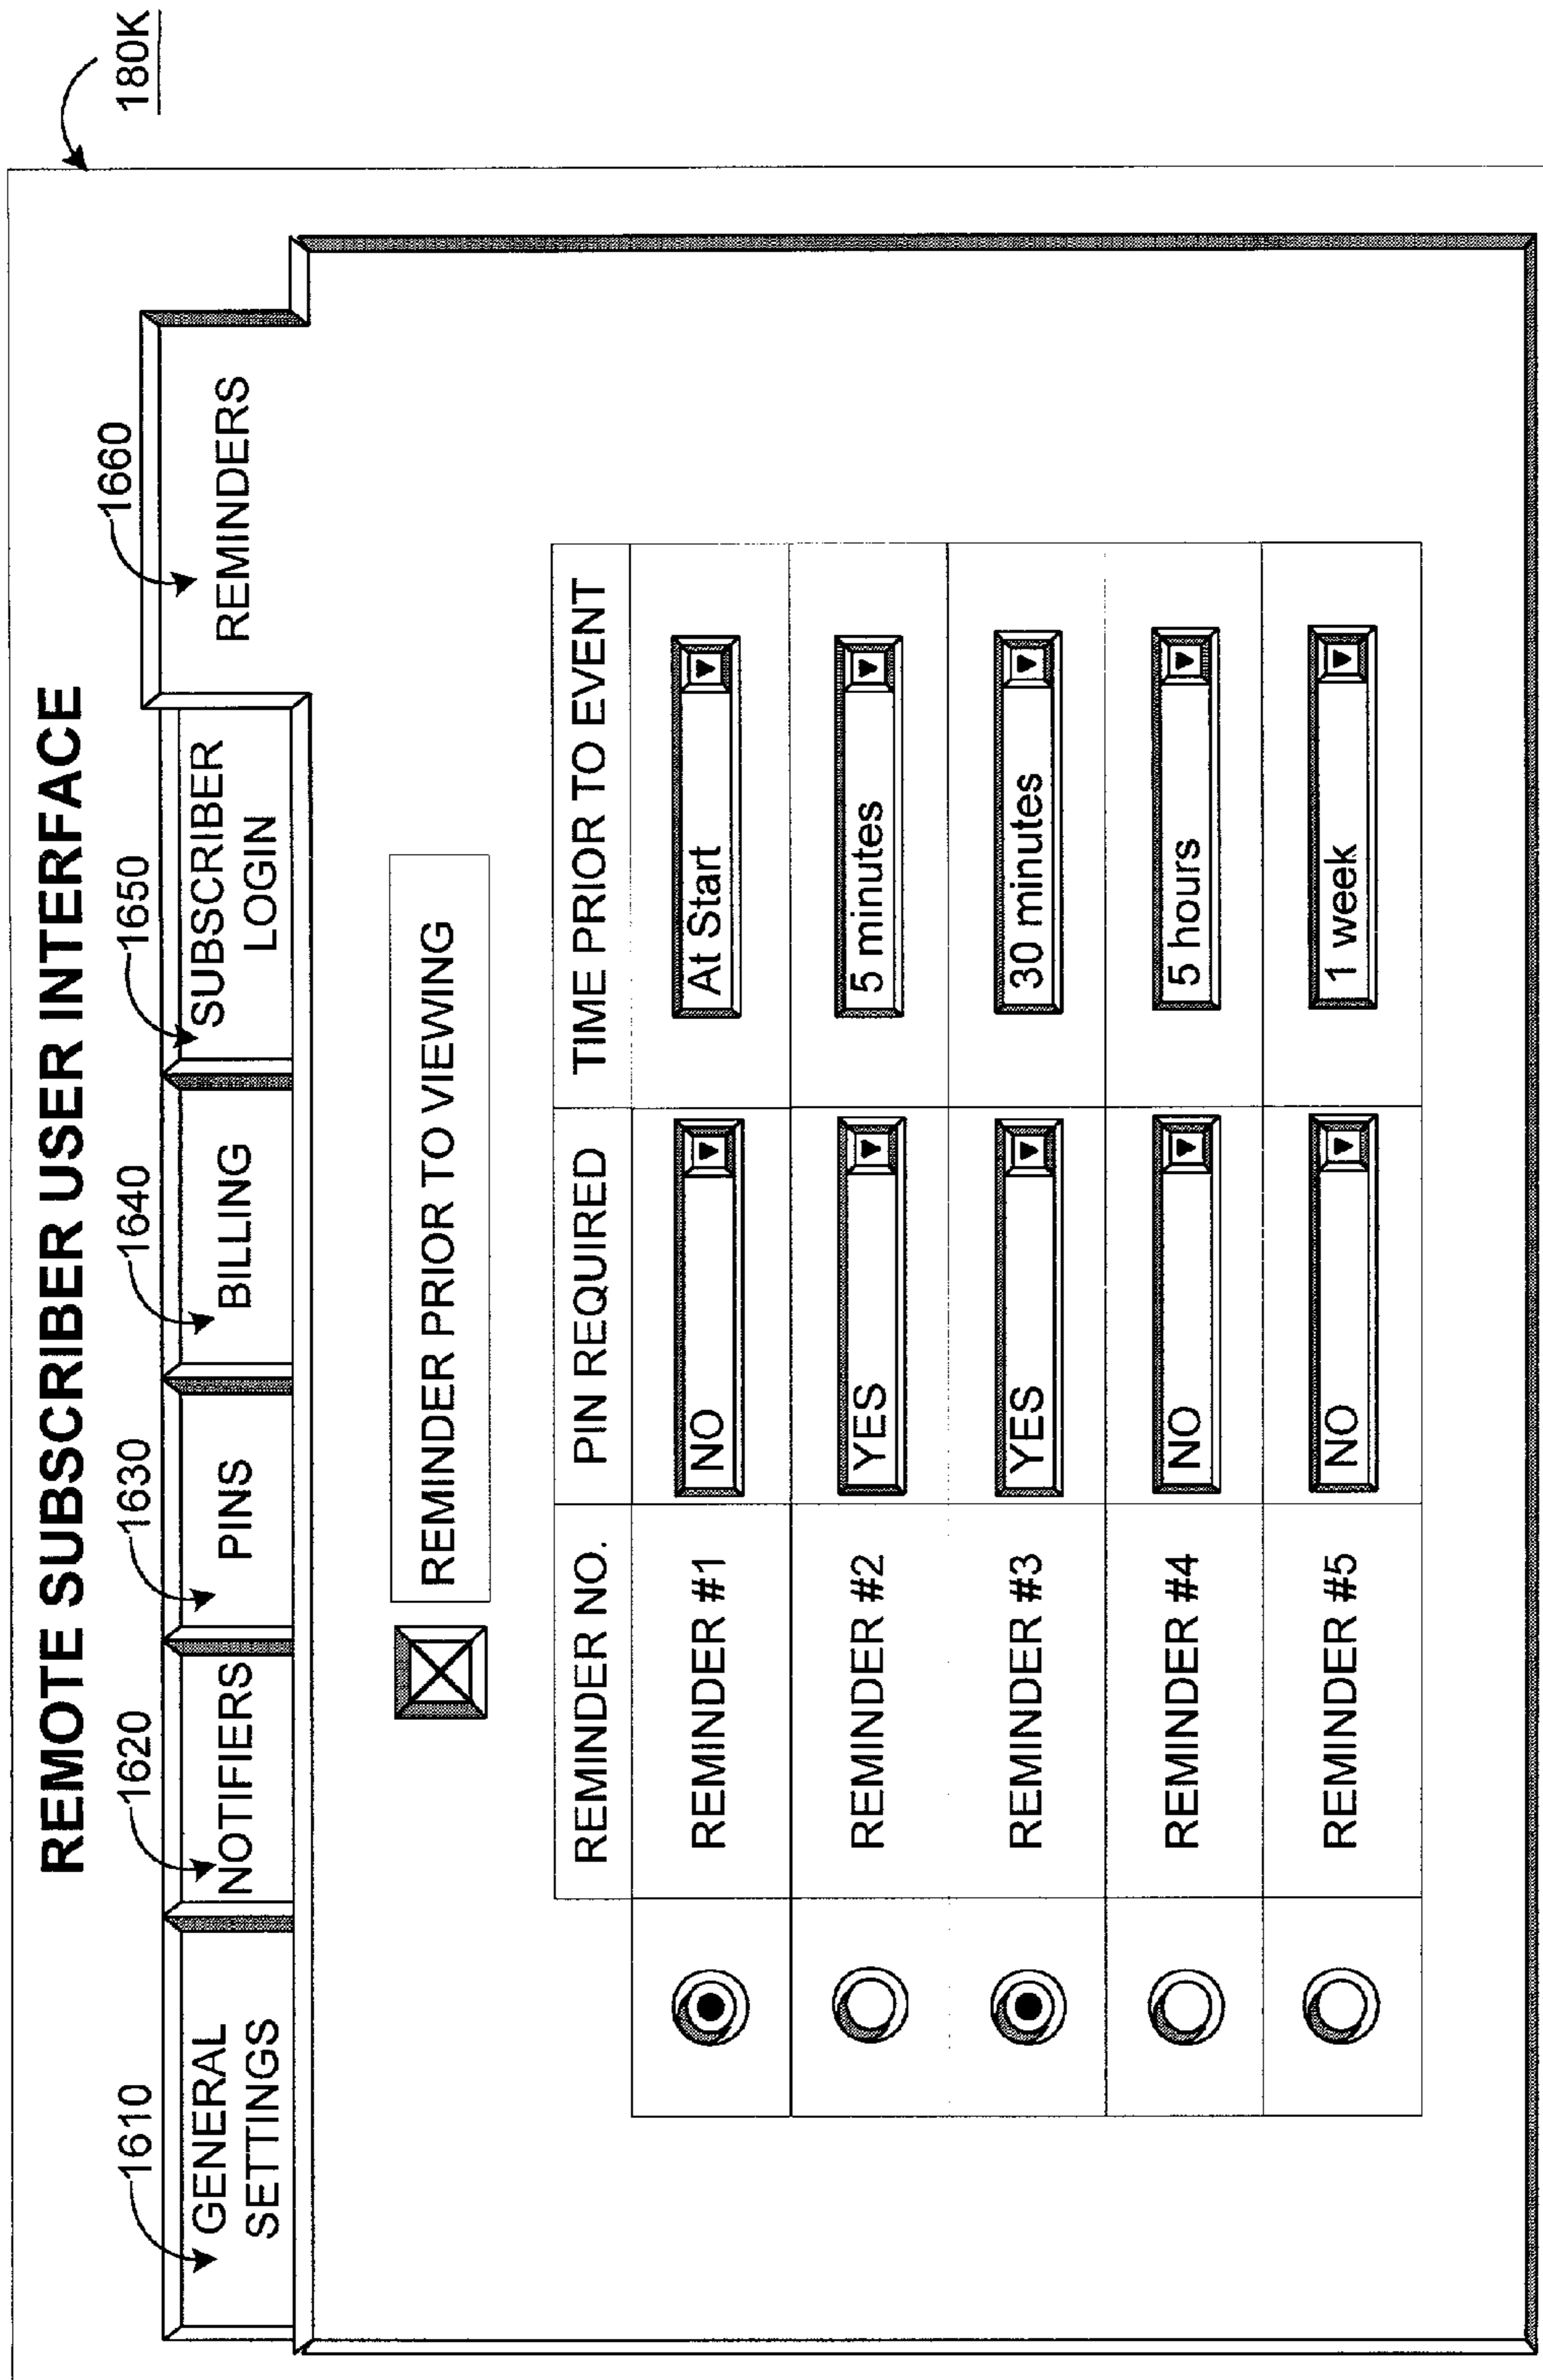 180K
REMOTE SUBSCRIBER USER INTERFACE
1610
1620
1630
1640
1650
1660
GENERAL
SETTINGS
NOTIFIERS
PINS
BILLING
SUBSCRIBER
LOGIN
REMINDERS
REMINDER PRIOR TO VIEWING
REMINDER NO. PIN REQUIRED TIME PRIOR TO EVENT
REMINDER #1 NO At Start
REMINDER #2 YES 5 minutes
REMINDER #3 YES 30 minutes
REMINDER #4 NO 5 hours
REMINDER #5 NO 1 week